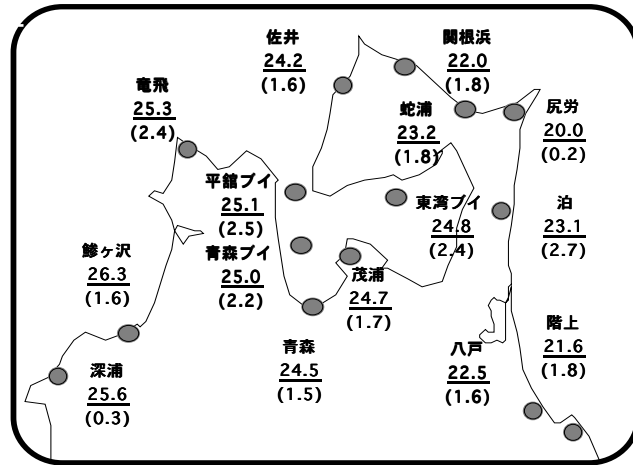 佐井
24.2
(1.6)
関根浜
22.0
(1.8)
竜飛
25.3
(2.4)
蛇浦
23.2
(1.8)
尻労
20.0
(0.2)
平舘ブイ
25.1
(2.5)
東湾ブイ
24.8
(2.4)
泊
23.1
(2.7)
鰺ヶ沢
26.3
(1.6)
青森ブイ
25.0
(2.2)
茂浦
24.7
(1.7)
深浦
25.6
(0.3)
青森
24.5
(1.5)
八戸
22.5
(1.6)
階上
21.6
(1.8)